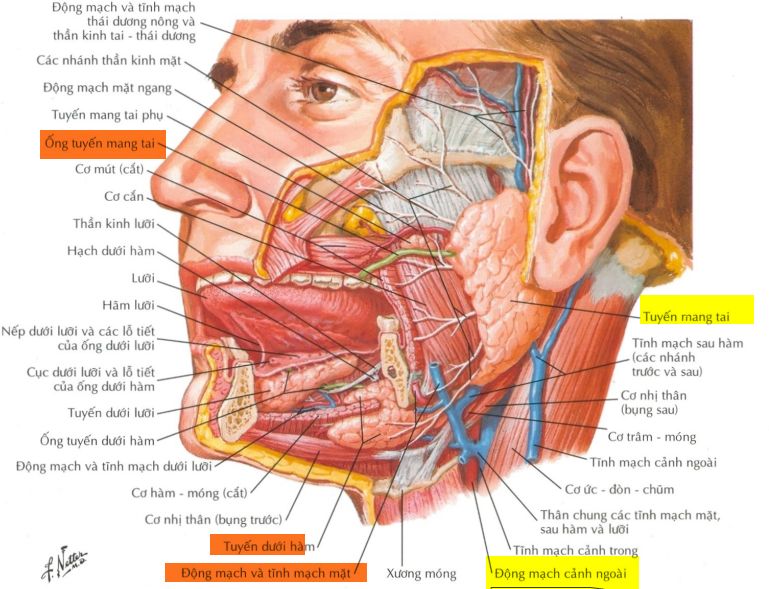 Động mạch và tĩnh mạch
thái dương nông và
thần kinh tai - thái dương
Các nhánh thần kinh mặt
Động mạch mặt ngang
Tuyến mang tai phụ
Ống tuyến mang tai
Cơ mút (cắt)
Cơ cắn
Thần kinh lưỡi
Hạch dưới hàm
Lưỡi
Hãm lưỡi
Nếp dưới lưỡi và các lỗ tiết
của ống dưới lưỡi
Cục dưới lưỡi và lỗ tiết
của ống dưới hàm
Tuyến dưới lưỡi
Ống tuyến dưới hàm
Động mạch và tĩnh mạch dưới lưỡi
Cơ hàm - móng (cắt)
Cơ nhị thân (bụng trước)
Tuyến dưới hàm
Động mạch và tĩnh mạch mặt
Xương móng
Tuyến mang tai
Tĩnh mạch sau hàm
(các nhánh
trước và sau)
Cơ nhị thân
(bụng sau)
Cơ trâm - móng
Tĩnh mạch cảnh ngoài
Cơ ức - đòn - chũm
Thân chung các tĩnh mạch mặt,
sau hàm và lưỡi
Tĩnh mạch cảnh trong
Động mạch cảnh ngoài
F. Netter
M.D.